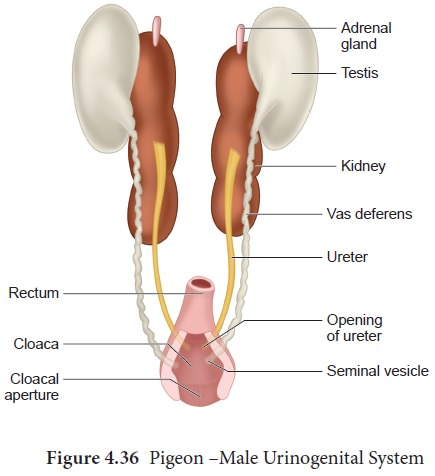 Adrenal
gland
Testis
Kidney
Vas deferens
Ureter
Rectum
Opening
of ureter
Cloaca
Seminal vesicle
Cloacal
aperture
Figure 4.36 Pigeon –Male Urinogenital System